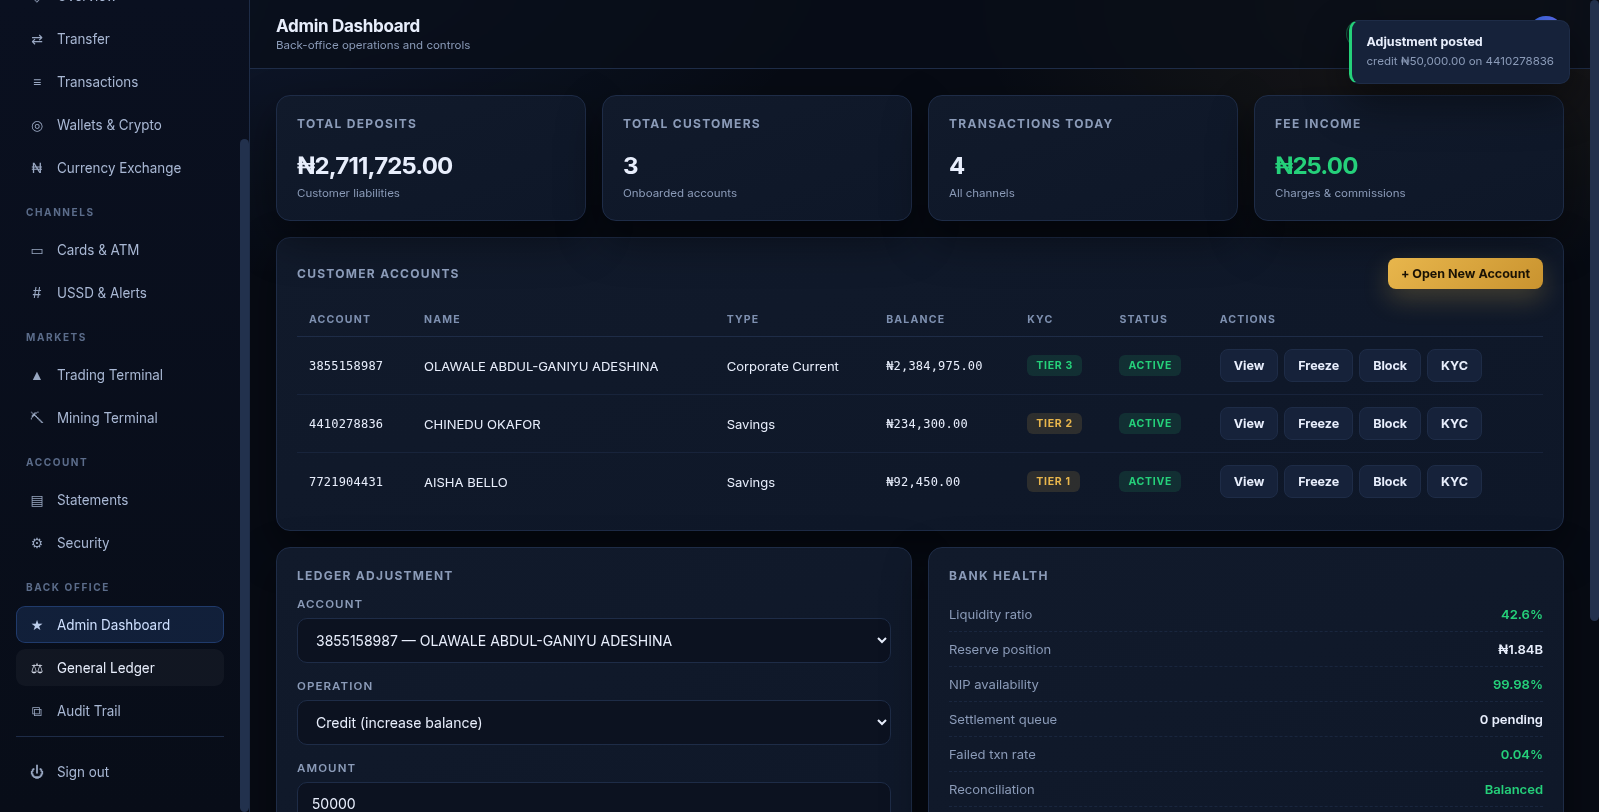 Overview
Transfer
Transactions
Wallets & Crypto
₦ Currency Exchange
CHANNELS
Cards & ATM
# USSD & Alerts
MARKETS
Trading Terminal
Mining Terminal
ACCOUNT
Statements
Security
BACK OFFICE
Admin Dashboard
General Ledger
Audit Trail
Sign out
Admin Dashboard
Back-office operations and controls
Adjustment posted
credit ₦50,000.00 on 4410278836
TOTAL DEPOSITS
₦2,711,725.00
Customer liabilities
TOTAL CUSTOMERS
3
Onboarded accounts
TRANSACTIONS TODAY
4
All channels
FEE INCOME
₦25.00
Charges & commissions
CUSTOMER ACCOUNTS
+ Open New Account
ACCOUNT NAME TYPE BALANCE KYC STATUS ACTIONS
3855158987 OLAWALE ABDUL-GANIYU ADESHINA Corporate Current ₦2,384,975.00 TIER 3 ACTIVE View Freeze Block KYC
4410278836 CHINEDU OKAFOR Savings ₦234,300.00 TIER 2 ACTIVE View Freeze Block KYC
7721904431 AISHA BELLO Savings ₦92,450.00 TIER 1 ACTIVE View Freeze Block KYC
LEDGER ADJUSTMENT
ACCOUNT
3855158987 — OLAWALE ABDUL-GANIYU ADESHINA
OPERATION
Credit (increase balance)
AMOUNT
50000
BANK HEALTH
Liquidity ratio 42.6%
Reserve position ₦1.84B
NIP availability 99.98%
Settlement queue 0 pending
Failed txn rate 0.04%
Reconciliation Balanced